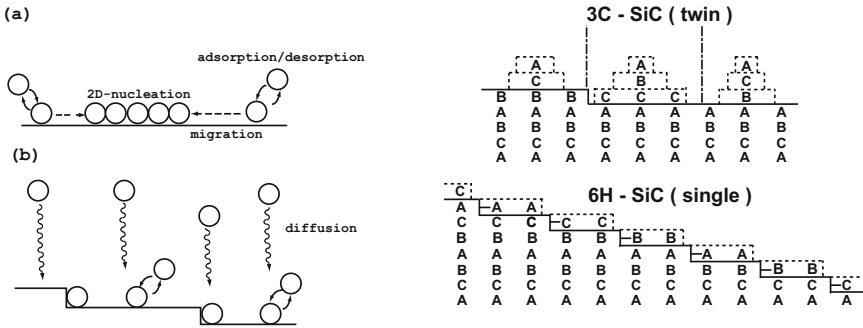 (a)
adsorption/desorption
2D-nucleation
migration
(b)
diffusion
3C - SiC ( twin )
A A A
C B C
B B B C C C B
A A A A A A A A A
B B B B B B B B B
C C C C C C C C C
A A A A A A A A A
6H - SiC ( single )
C
A A A
C C C C C
B B B B B B B
A A A A A A A A A
B B B B B B B B B B B
C C C C C C C C C C C C
A A A A A A A A A A A A